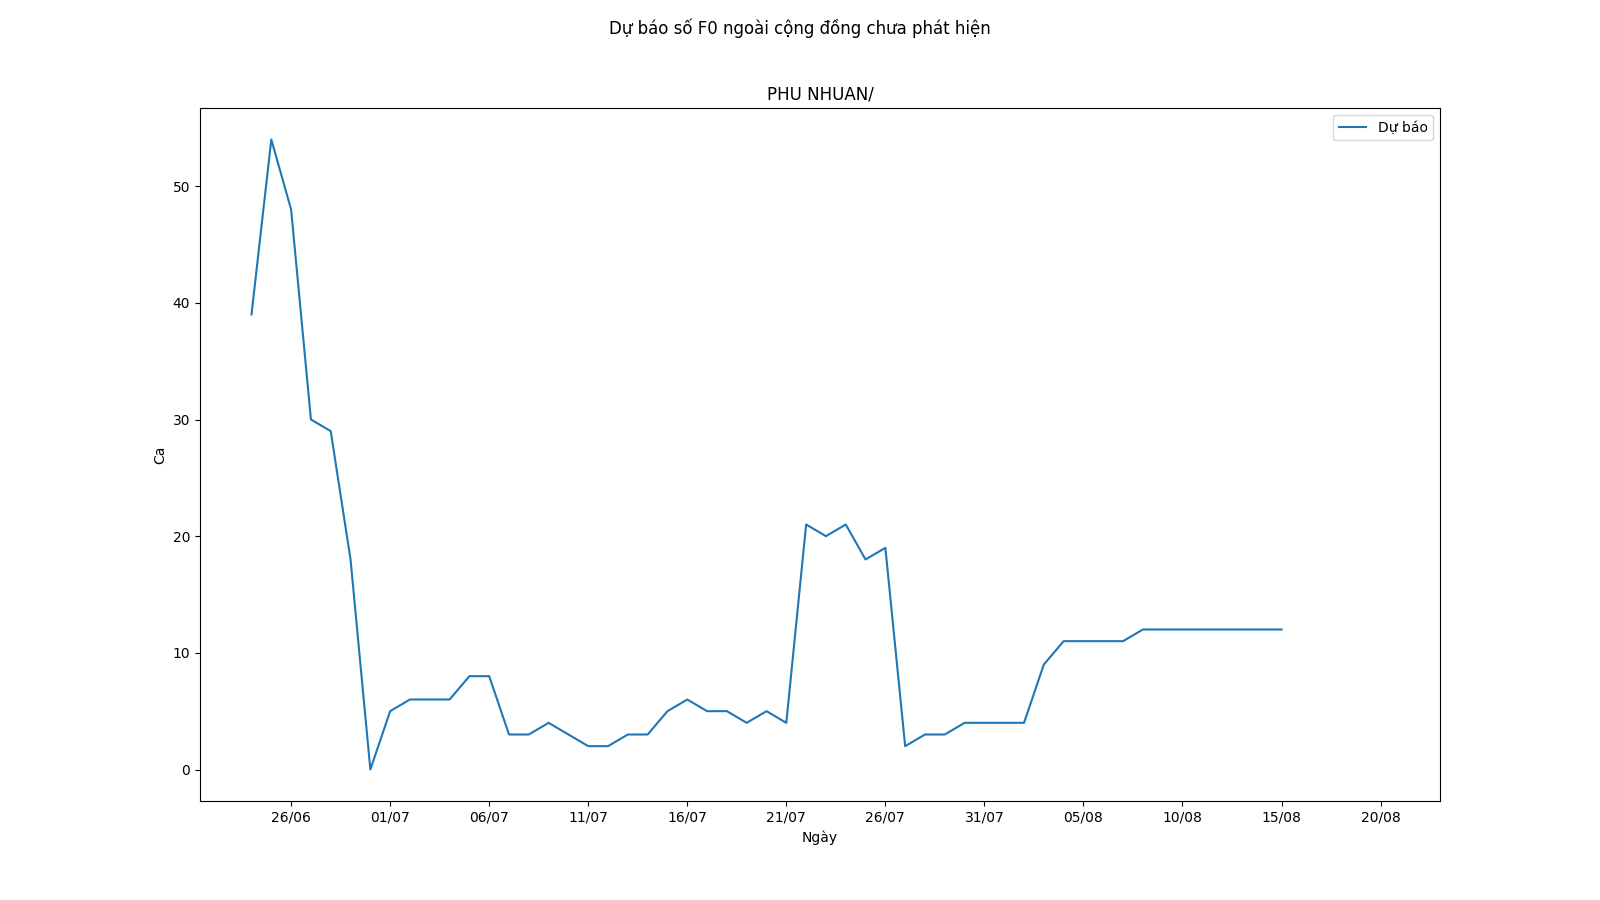 Dự báo số F0 ngoài cộng đồng chưa phát hiện
PHU NHUAN/
Dự báo
50
40
30
20
10
0
Ca
26/06 01/07 06/07 11/07 16/07 21/07 26/07 31/07 05/08 10/08 15/08 20/08
Ngày